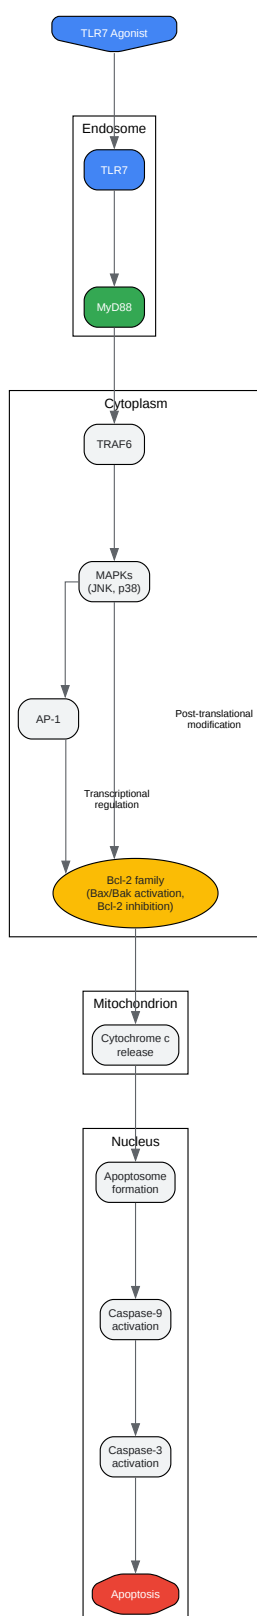 TLR7 Agonist
Endosome
TLR7
MyD88
Cytoplasm
TRAF6
MAPKs
(JNK, p38)
AP-1
Post-translational
modification
Transcriptional
regulation
Bcl-2 family
(Bax/Bak activation,
Bcl-2 inhibition)
Mitochondrion
Cytochrome c
release
Nucleus
Apoptosome
formation
Caspase-9
activation
Caspase-3
activation
Apoptosis